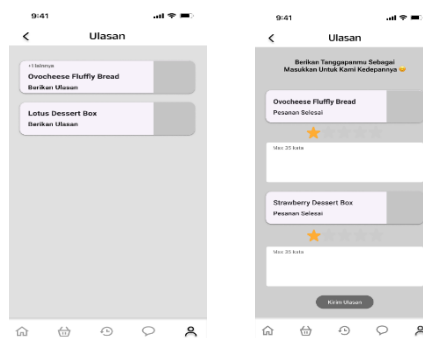 9:41
Ulasan
+1 lainnya
Ovocheese Fluffly Bread
Berikan Ulasan
Lotus Dessert Box
Berikan Ulasan
9:41
Ulasan
Berikan Tanggapanmu Sebagai
Masukkan Untuk Kami Kedepannya 😊
Ovocheese Fluffly Bread
Pesanan Selesai
Max 35 kata
Strawberry Dessert Box
Pesanan Selesai
Max 35 kata
Kirim Ulasan